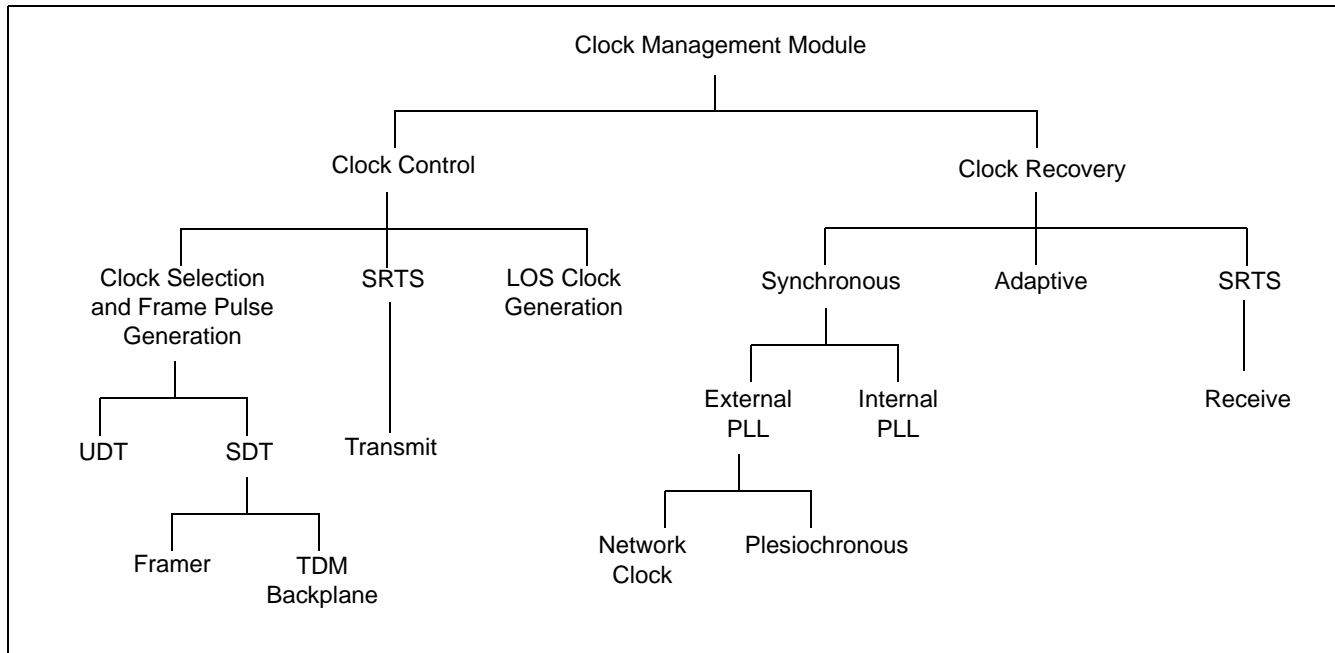 Clock Management Module
Clock Control
Clock Recovery
Clock Selection
and Frame Pulse
Generation
SRTS
LOS Clock
Generation
Synchronous
Adaptive
SRTS
UDT
SDT
Transmit
External
PLL
Internal
PLL
Receive
Framer
TDM
Backplane
Network
Clock
Plesiochronous